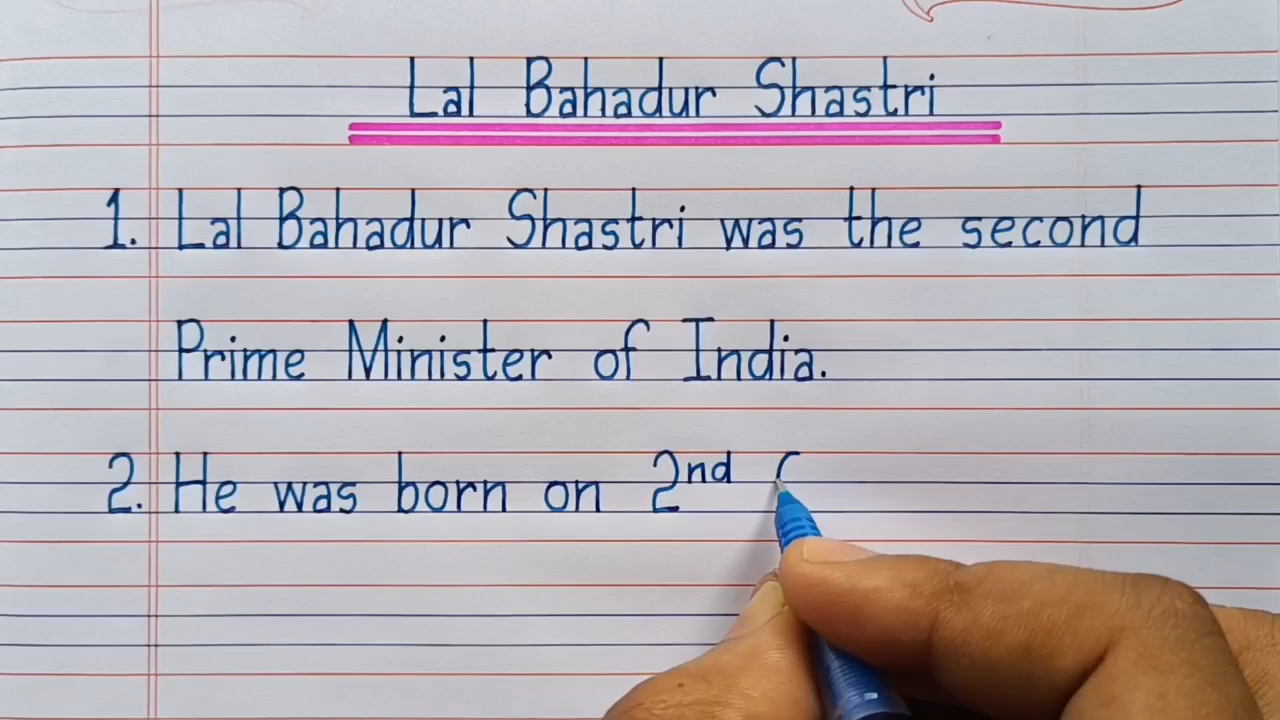 Lal Bahadur Shastri
1. Lal Bahadur Shastri was the second
Prime Minister of India.
2. He was born on 2nd